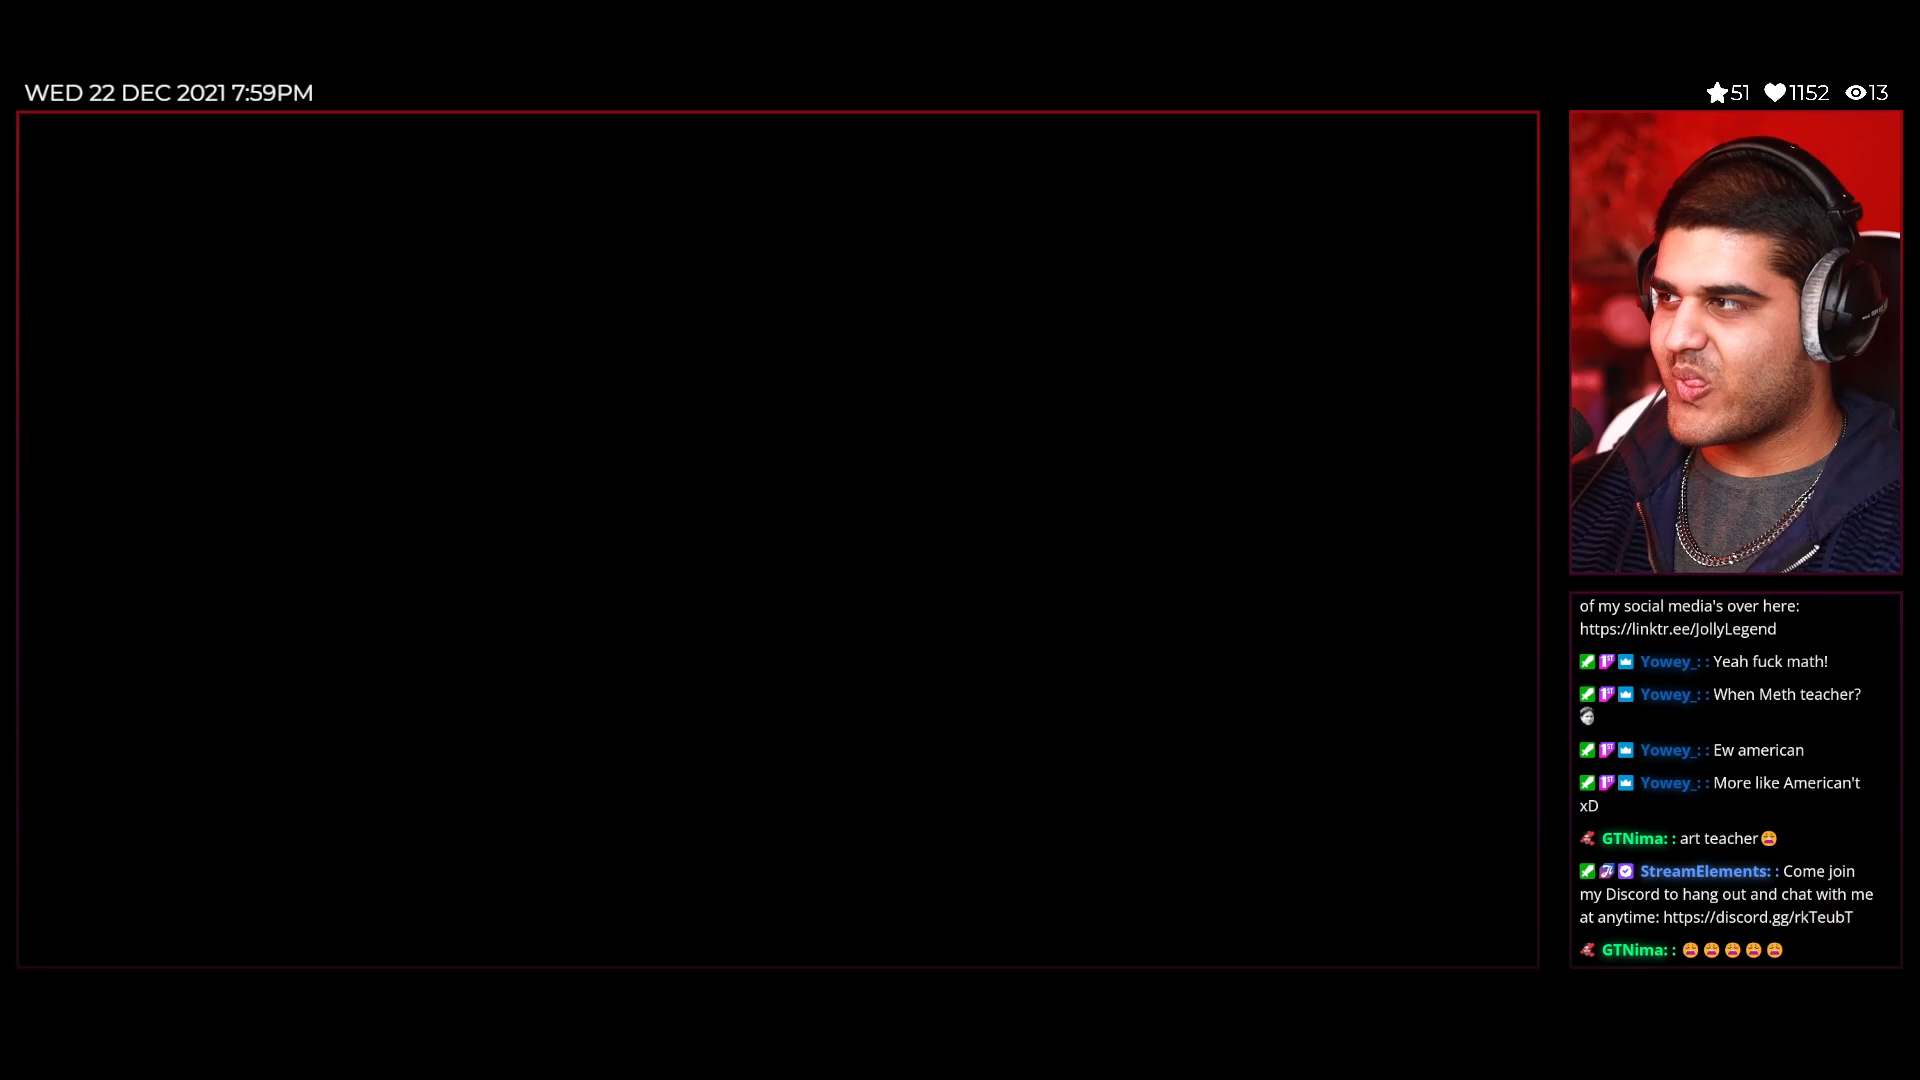 WED 22 DEC 2021 7:59PM
51 1152 13
of my social media's over here:
https://linktr.ee/JollyLegend
Yowey_: : Yeah fuck math!
Yowey_: : When Meth teacher?
Yowey_: : Ew american
Yowey_: : More like American't
xD
GTNima: : art teacher😩
StreamElements: : Come join
my Discord to hang out and chat with me
at anytime: https://discord.gg/rkTeubT
GTNima: : 😩😩😩😩😩